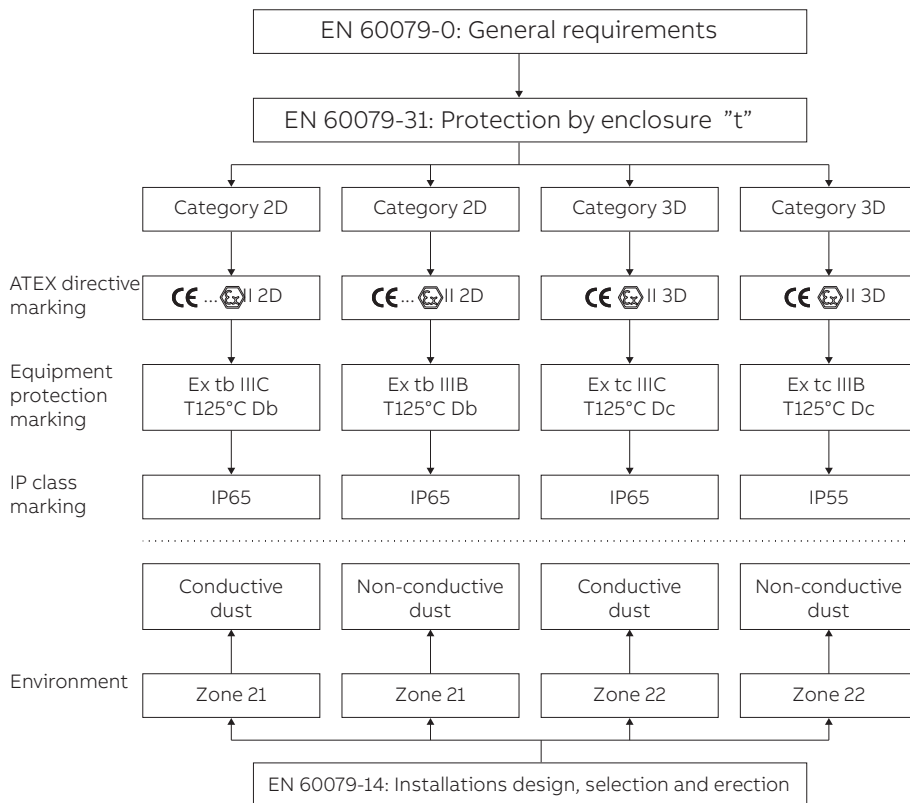 EN 60079-0: General requirements
EN 60079-31: Protection by enclosure ”t”
Category 2D
Category 2D
Category 3D
Category 3D
ATEX directive
marking
CE ... Ex II 2D
CE ... Ex II 2D
CE Ex II 3D
CE Ex II 3D
Equipment
protection
marking
Ex tb IIIC
T125°C Db
Ex tb IIIB
T125°C Db
Ex tc IIIC
T125°C Dc
Ex tc IIIB
T125°C Dc
IP class
marking
IP65
IP65
IP65
IP55
Conductive
dust
Non-conductive
dust
Conductive
dust
Non-conductive
dust
Environment
Zone 21
Zone 21
Zone 22
Zone 22
EN 60079-14: Installations design, selection and erection